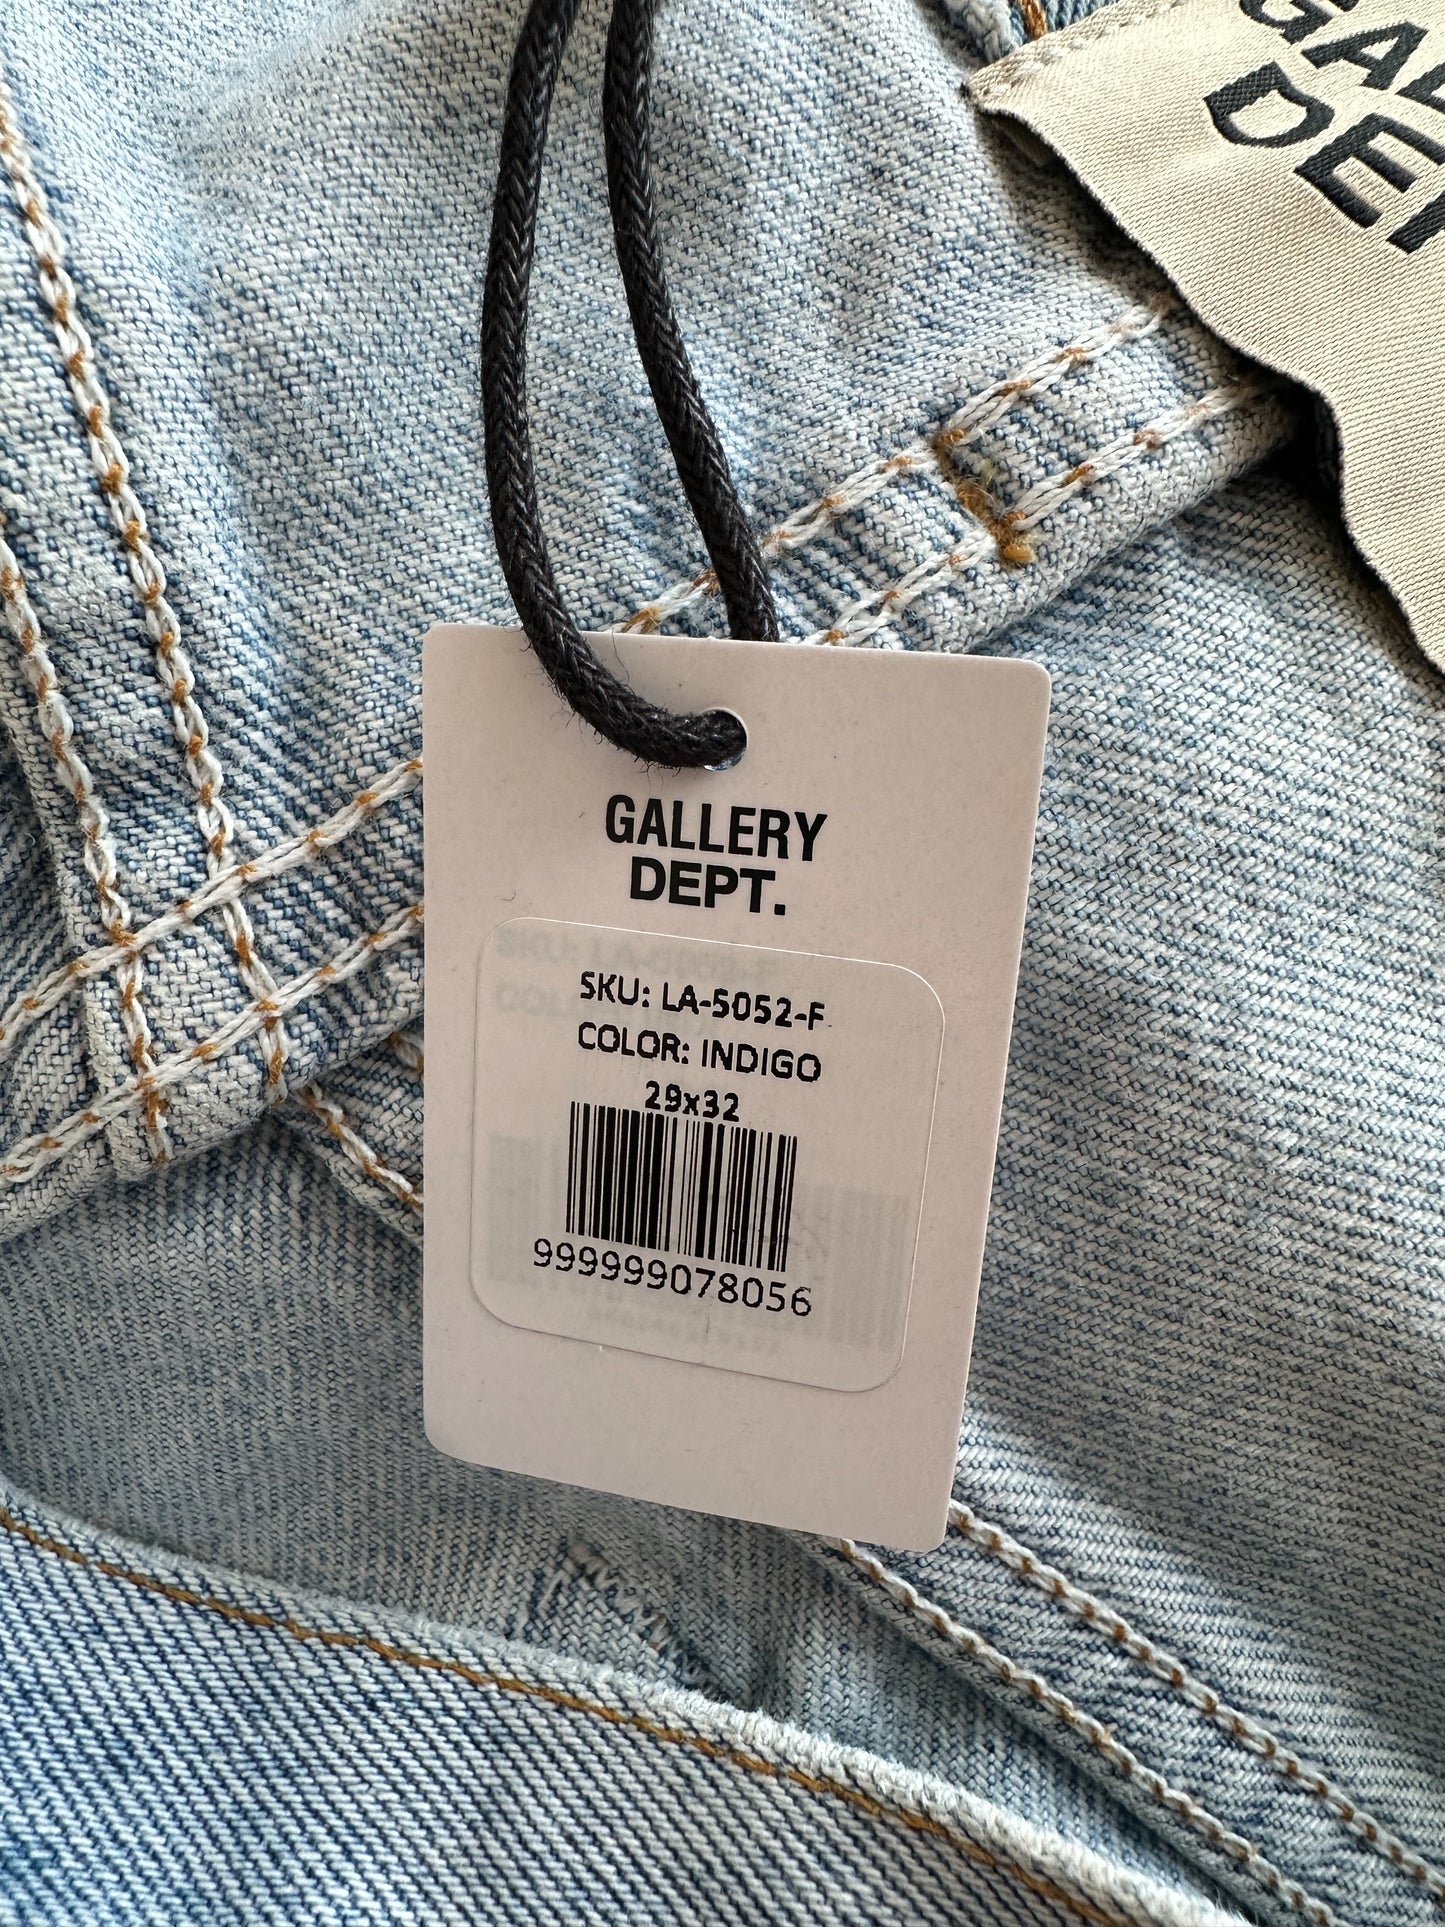 GALLERY
DEPT.
SKU: LA-5052-F
COLOR: INDIGO
29x32
999999078056